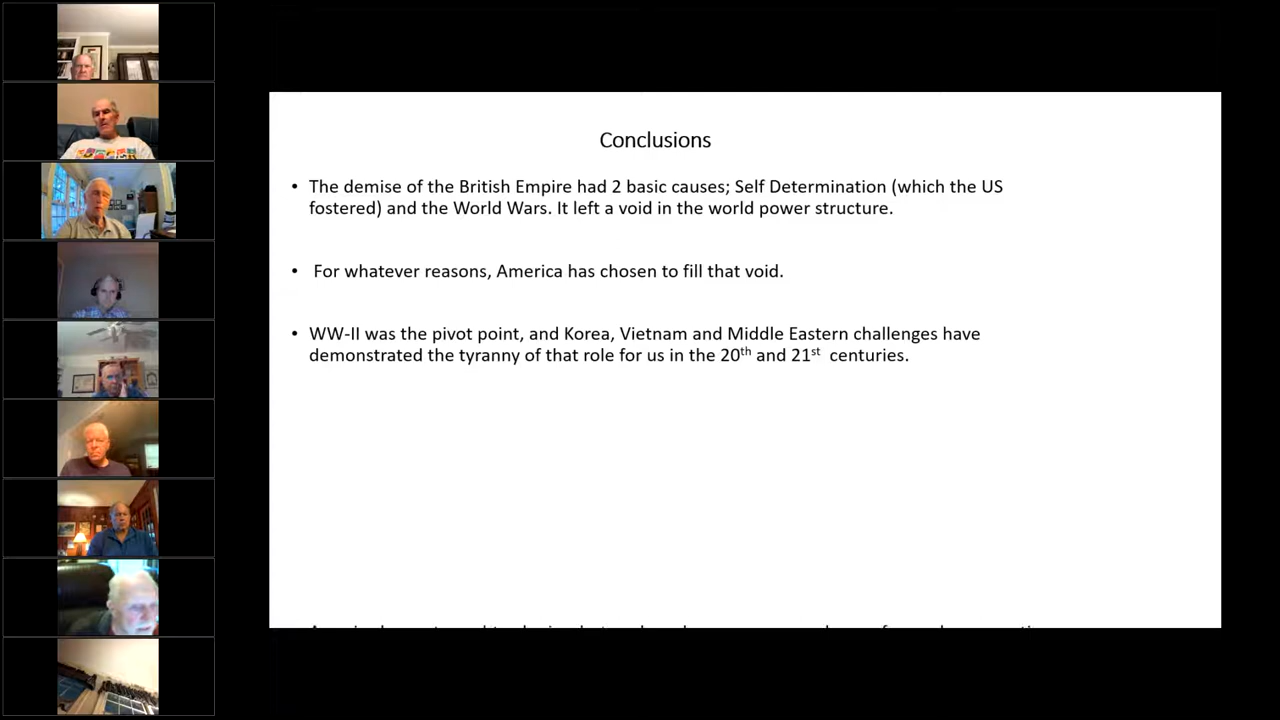 Conclusions
• The demise of the British Empire had 2 basic causes; Self Determination (which the US
fostered) and the World Wars. It left a void in the world power structure.
• For whatever reasons, America has chosen to fill that void.
• WW-II was the pivot point, and Korea, Vietnam and Middle Eastern challenges have
demonstrated the tyranny of that role for us in the 20th and 21st centuries.